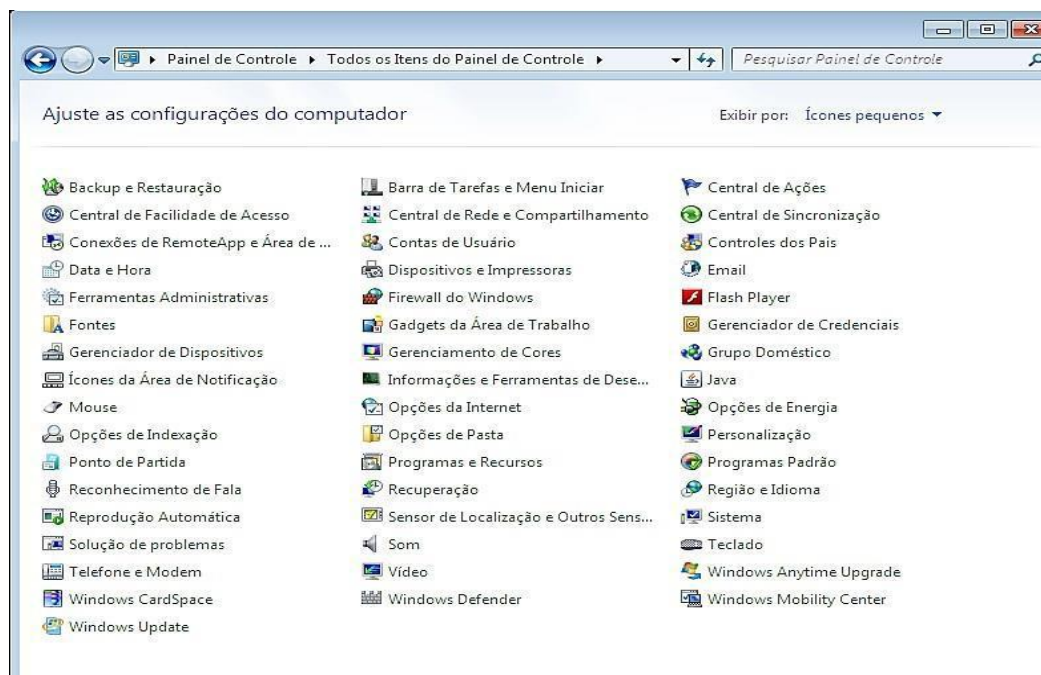 Painel de Controle Todos os Itens do Painel de Controle Pesquisar Painel de Controle
Ajuste as configurações do computador Exibir por: Ícones pequenos
Backup e Restauração Barra de Tarefas e Menu Iniciar Central de Ações
Central de Facilidade de Acesso Central de Rede e Compartilhamento Central de Sincronização
Conexões de RemoteApp e Área de ... Contas de Usuário Controles dos Pais
Data e Hora Dispositivos e Impressoras Email
Ferramentas Administrativas Firewall do Windows Flash Player
Fontes Gadgets da Área de Trabalho Gerenciador de Credenciais
Gerenciador de Dispositivos Gerenciamento de Cores Grupo Doméstico
Ícones da Área de Notificação Informações e Ferramentas de Dese... Java
Mouse Opções da Internet Opções de Energia
Opções de Indexação Opções de Pasta Personalização
Ponto de Partida Programas e Recursos Programas Padrão
Reconhecimento de Fala Recuperação Região e Idioma
Reprodução Automática Sensor de Localização e Outros Sens... Sistema
Solução de problemas Som Teclado
Telefone e Modem Vídeo Windows Anytime Upgrade
Windows CardSpace Windows Defender Windows Mobility Center
Windows Update